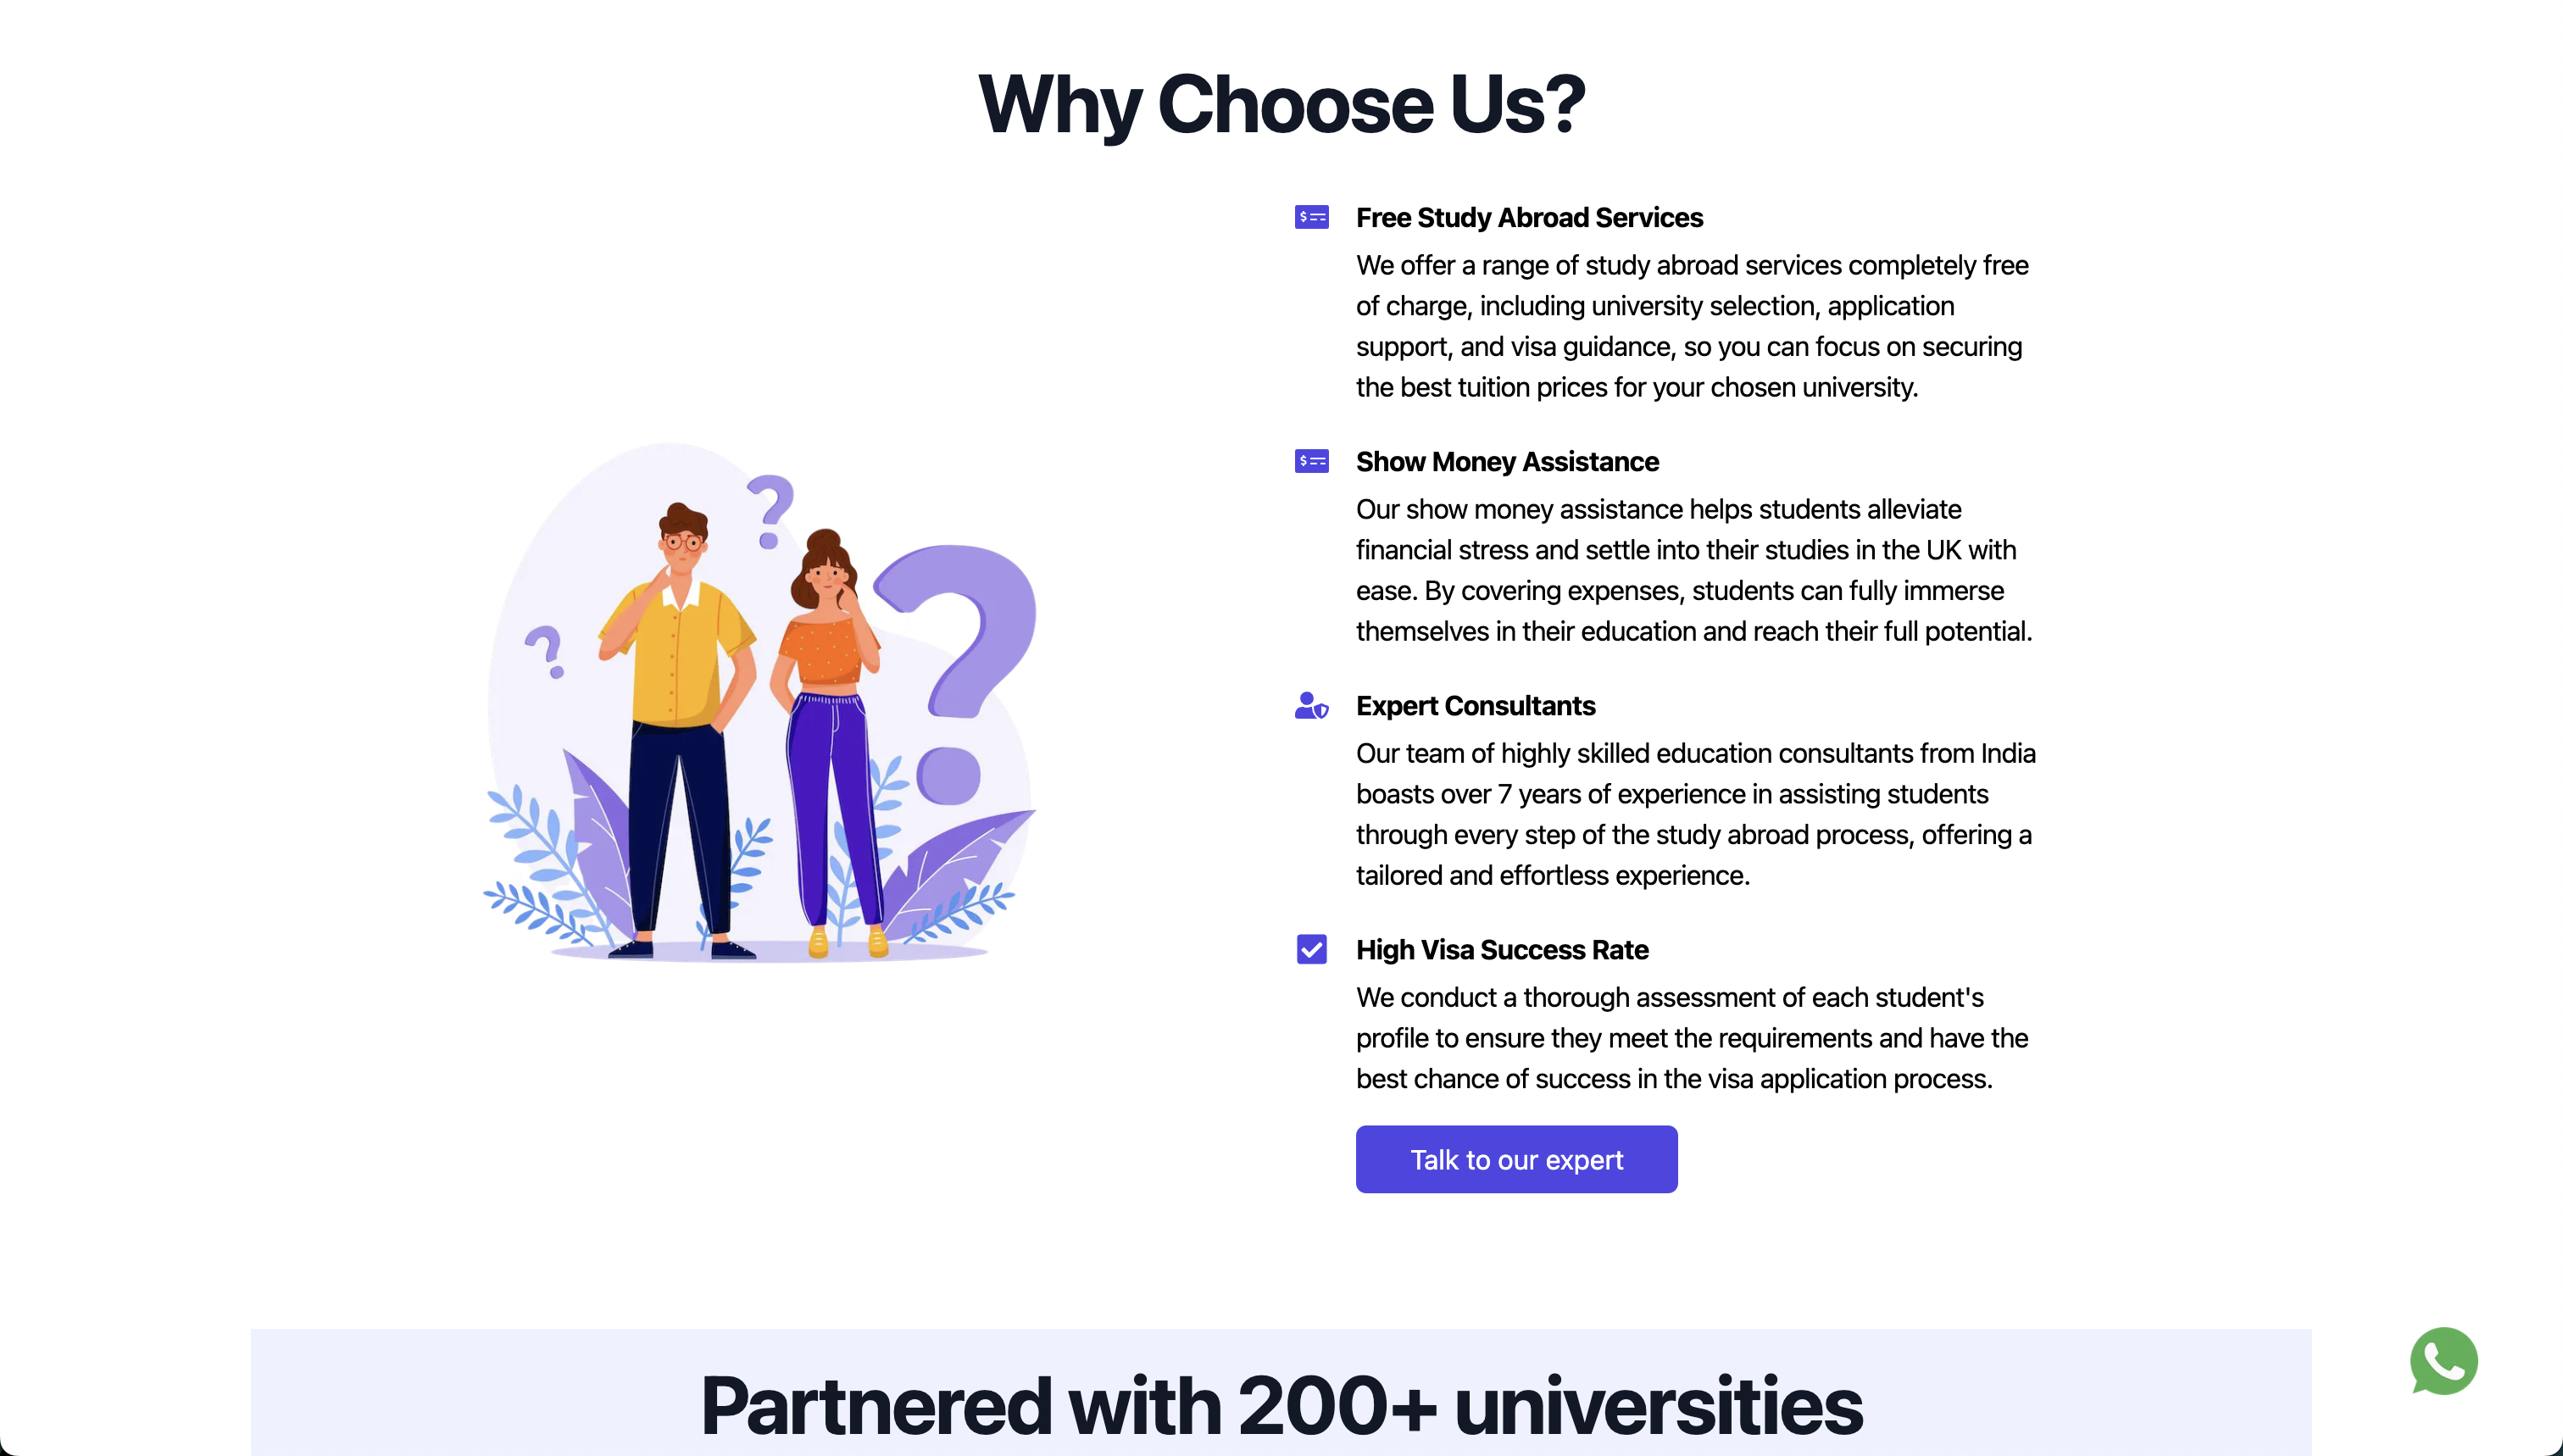 Why Choose Us?
Free Study Abroad Services
We offer a range of study abroad services completely free
of charge, including university selection, application
support, and visa guidance, so you can focus on securing
the best tuition prices for your chosen university.
Show Money Assistance
Our show money assistance helps students alleviate
financial stress and settle into their studies in the UK with
ease. By covering expenses, students can fully immerse
themselves in their education and reach their full potential.
Expert Consultants
Our team of highly skilled education consultants from India
boasts over 7 years of experience in assisting students
through every step of the study abroad process, offering a
tailored and effortless experience.
High Visa Success Rate
We conduct a thorough assessment of each student's
profile to ensure they meet the requirements and have the
best chance of success in the visa application process.
Talk to our expert
Partnered with 200+ universities